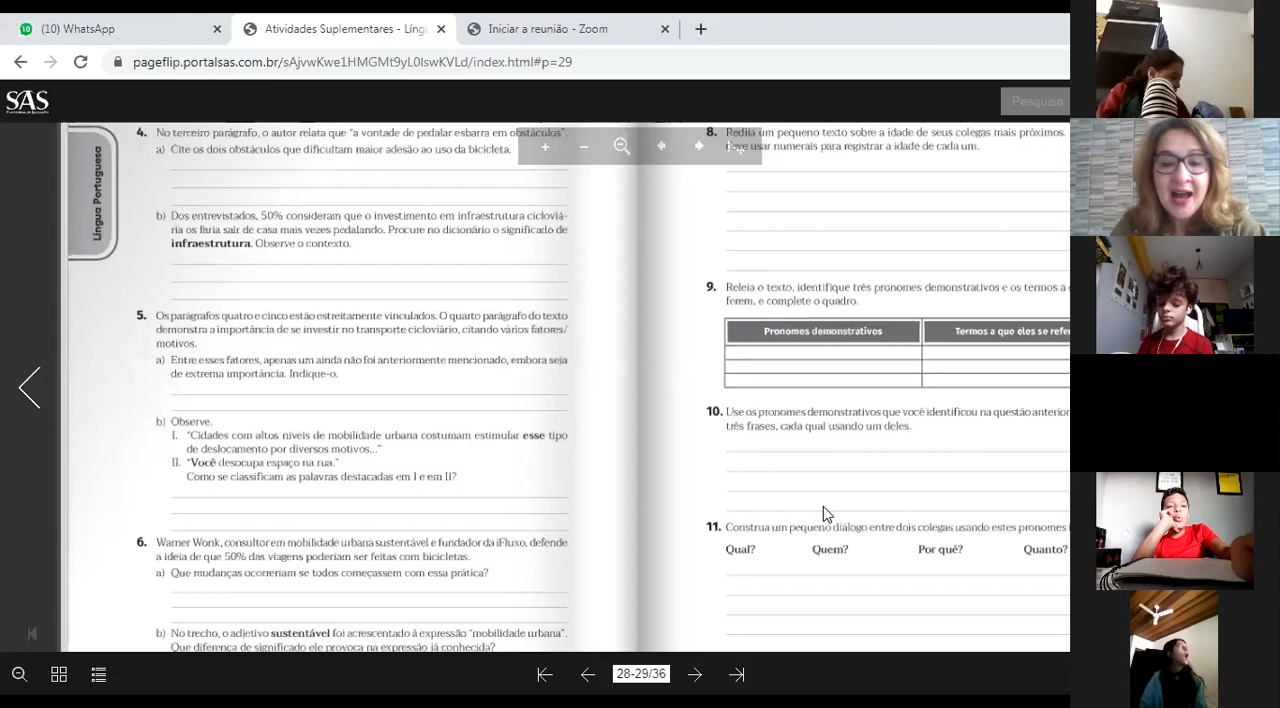 (10) WhatsApp
Atividades Suplementares - Líng
Iniciar a reunião - Zoom
pageflip.portalsas.com.br/sAjvwKwe1HMGMt9yL0lswKVLd/index.html#p=29
SAS
Pesquisa
Língua Portuguesa
4. No terceiro parágrafo, o autor relata que “a vontade de pedalar esbarra em obstáculos”.
a) Cite os dois obstáculos que dificultam maior adesão ao uso da bicicleta.
b) Dos entrevistados, 50% consideram que o investimento em infraestrutura cicloviá-
ria os faria sair de casa mais vezes pedalando. Procure no dicionário o significado de
infraestrutura. Observe o contexto.
5. Os parágrafos quatro e cinco estão estreitamente vinculados. O quarto parágrafo do texto
demonstra a importância de se investir no transporte cicloviário, citando vários fatores/
motivos.
a) Entre esses fatores, apenas um ainda não foi anteriormente mencionado, embora seja
de extrema importância. Indique-o.
b) Observe.
I. “Cidades com altos níveis de mobilidade urbana costumam estimular esse tipo
de deslocamento por diversos motivos...”
II. “Você desocupa espaço na rua.”
Como se classificam as palavras destacadas em I e em II?
6. Warner Wonk, consultor em mobilidade urbana sustentável e fundador da iFluxo, defende
a ideia de que 50% das viagens poderiam ser feitas com bicicletas.
a) Que mudanças ocorreriam se todos começassem com essa prática?
b) No trecho, o adjetivo sustentável foi acrescentado à expressão “mobilidade urbana”.
Que diferença de significado ele provoca na expressão já conhecida?
8. Redija um pequeno texto sobre a idade de seus colegas mais próximos.
usar numerais para registrar a idade de cada um.
9. Releia o texto, identifique três pronomes demonstrativos e os termos a
ferem, e complete o quadro.
Pronomes demonstrativos
Termos a que eles se refe
10. Use os pronomes demonstrativos que você identificou na questão anterior
três frases, cada qual usando um deles.
11. Construa um pequeno diálogo entre dois colegas usando estes pronomes i
Qual? Quem? Por quê? Quanto?
28-29/36